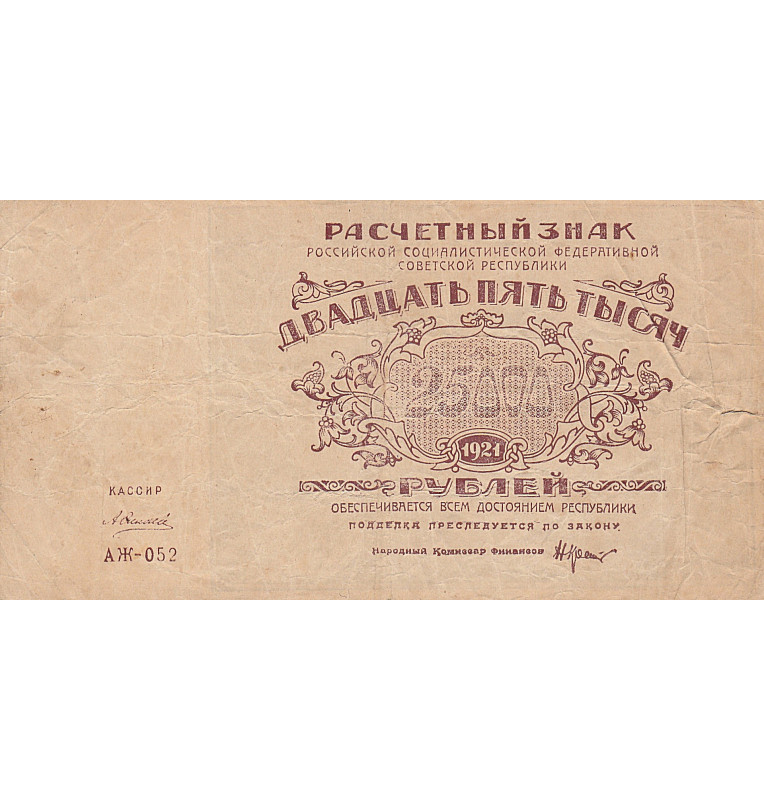 РАСЧЕТНЫЙ ЗНАК
РОССИЙСКОЙ СОЦИАЛИСТИЧЕСКОЙ ФЕДЕРАТИВНОЙ
СОВЕТСКОЙ РЕСПУБЛИКИ
ДВАДЦАТЬ ПЯТЬ ТЫСЯЧ
25000
1921
РУБЛЕЙ
ОБЕСПЕЧИВАЕТСЯ ВСЕМ ДОСТОЯНИЕМ РЕСПУБЛИКИ
ПОДДЕЛКА ПРЕСЛЕДУЕТСЯ ПО ЗАКОНУ.
Народный Комиссар Финансов
КАССИР
АЖ-052